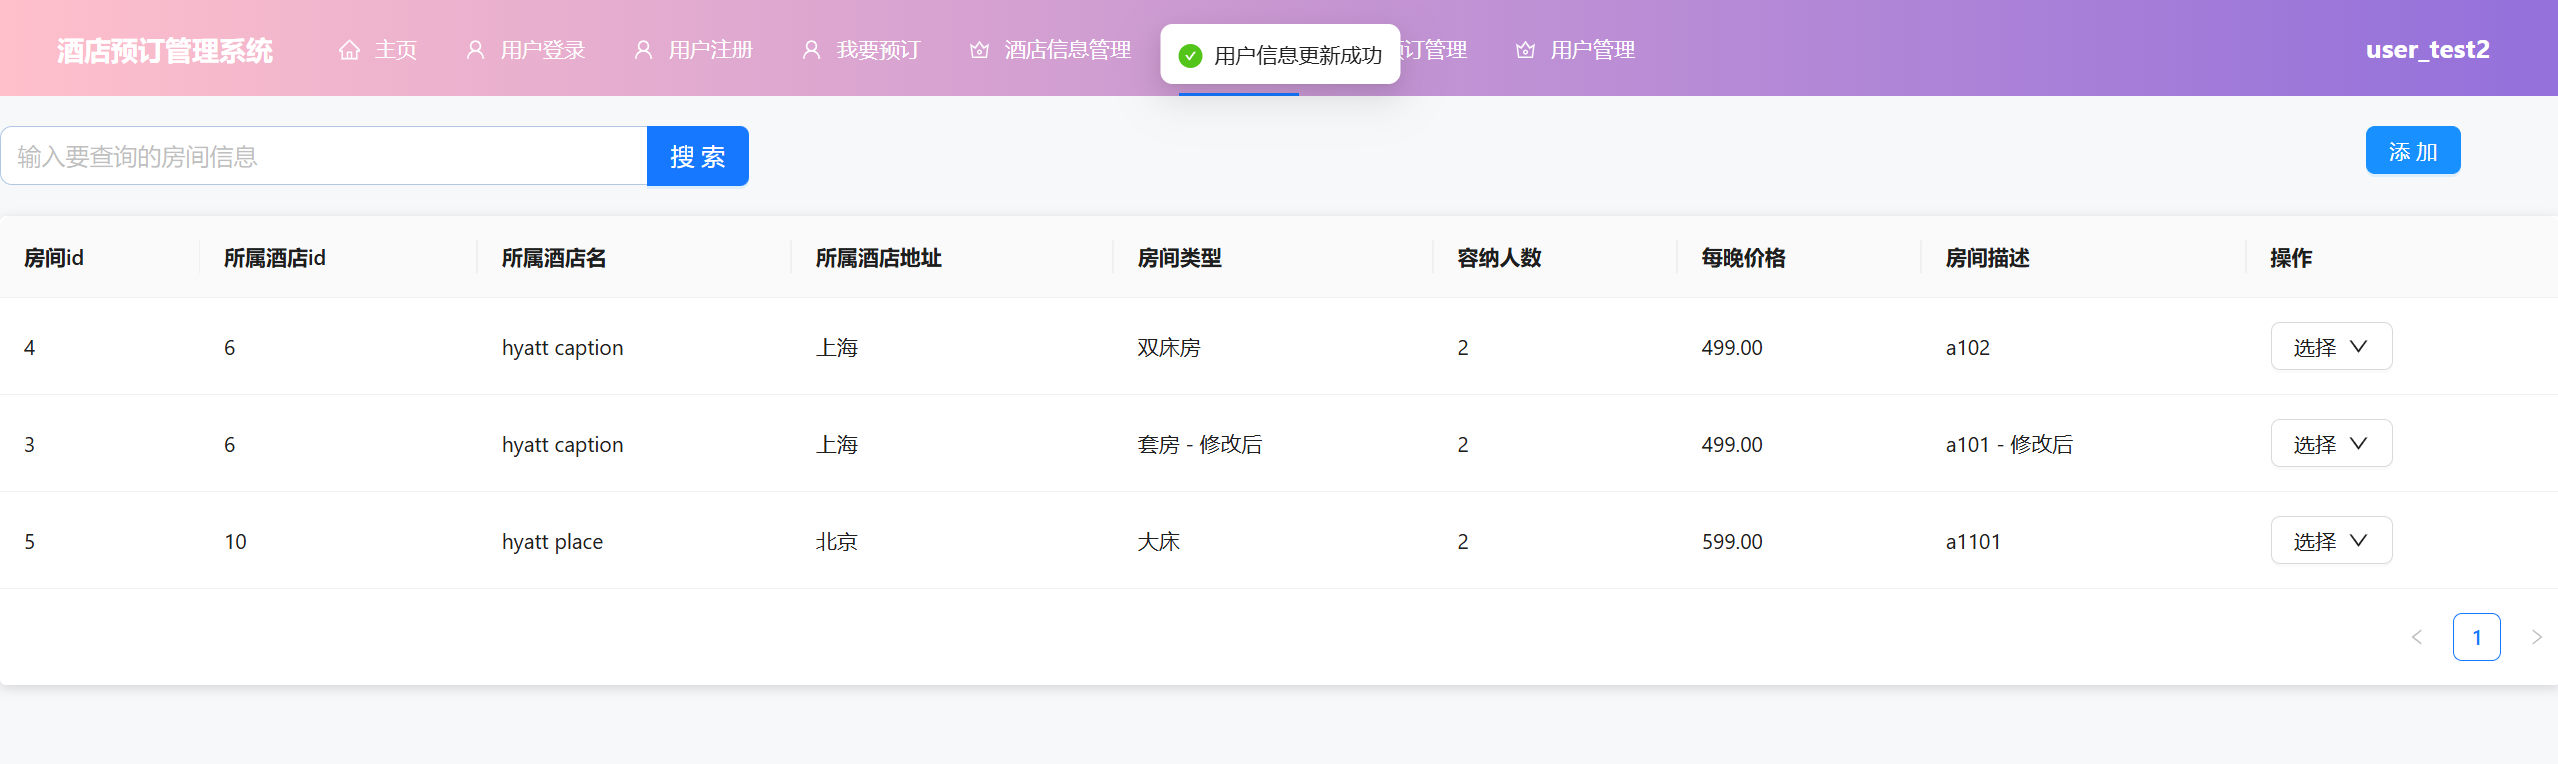 酒店预订管理系统 主页 用户登录 用户注册 我要预订 酒店信息管理 用户信息更新成功 订管理 用户管理 user_test2
输入要查询的房间信息 搜 索 添 加
房间id 所属酒店id 所属酒店名 所属酒店地址 房间类型 容纳人数 每晚价格 房间描述 操作
4 6 hyatt caption 上海 双床房 2 499.00 a102 选择
3 6 hyatt caption 上海 套房 - 修改后 2 499.00 a101 - 修改后 选择
5 10 hyatt place 北京 大床 2 599.00 a1101 选择
1